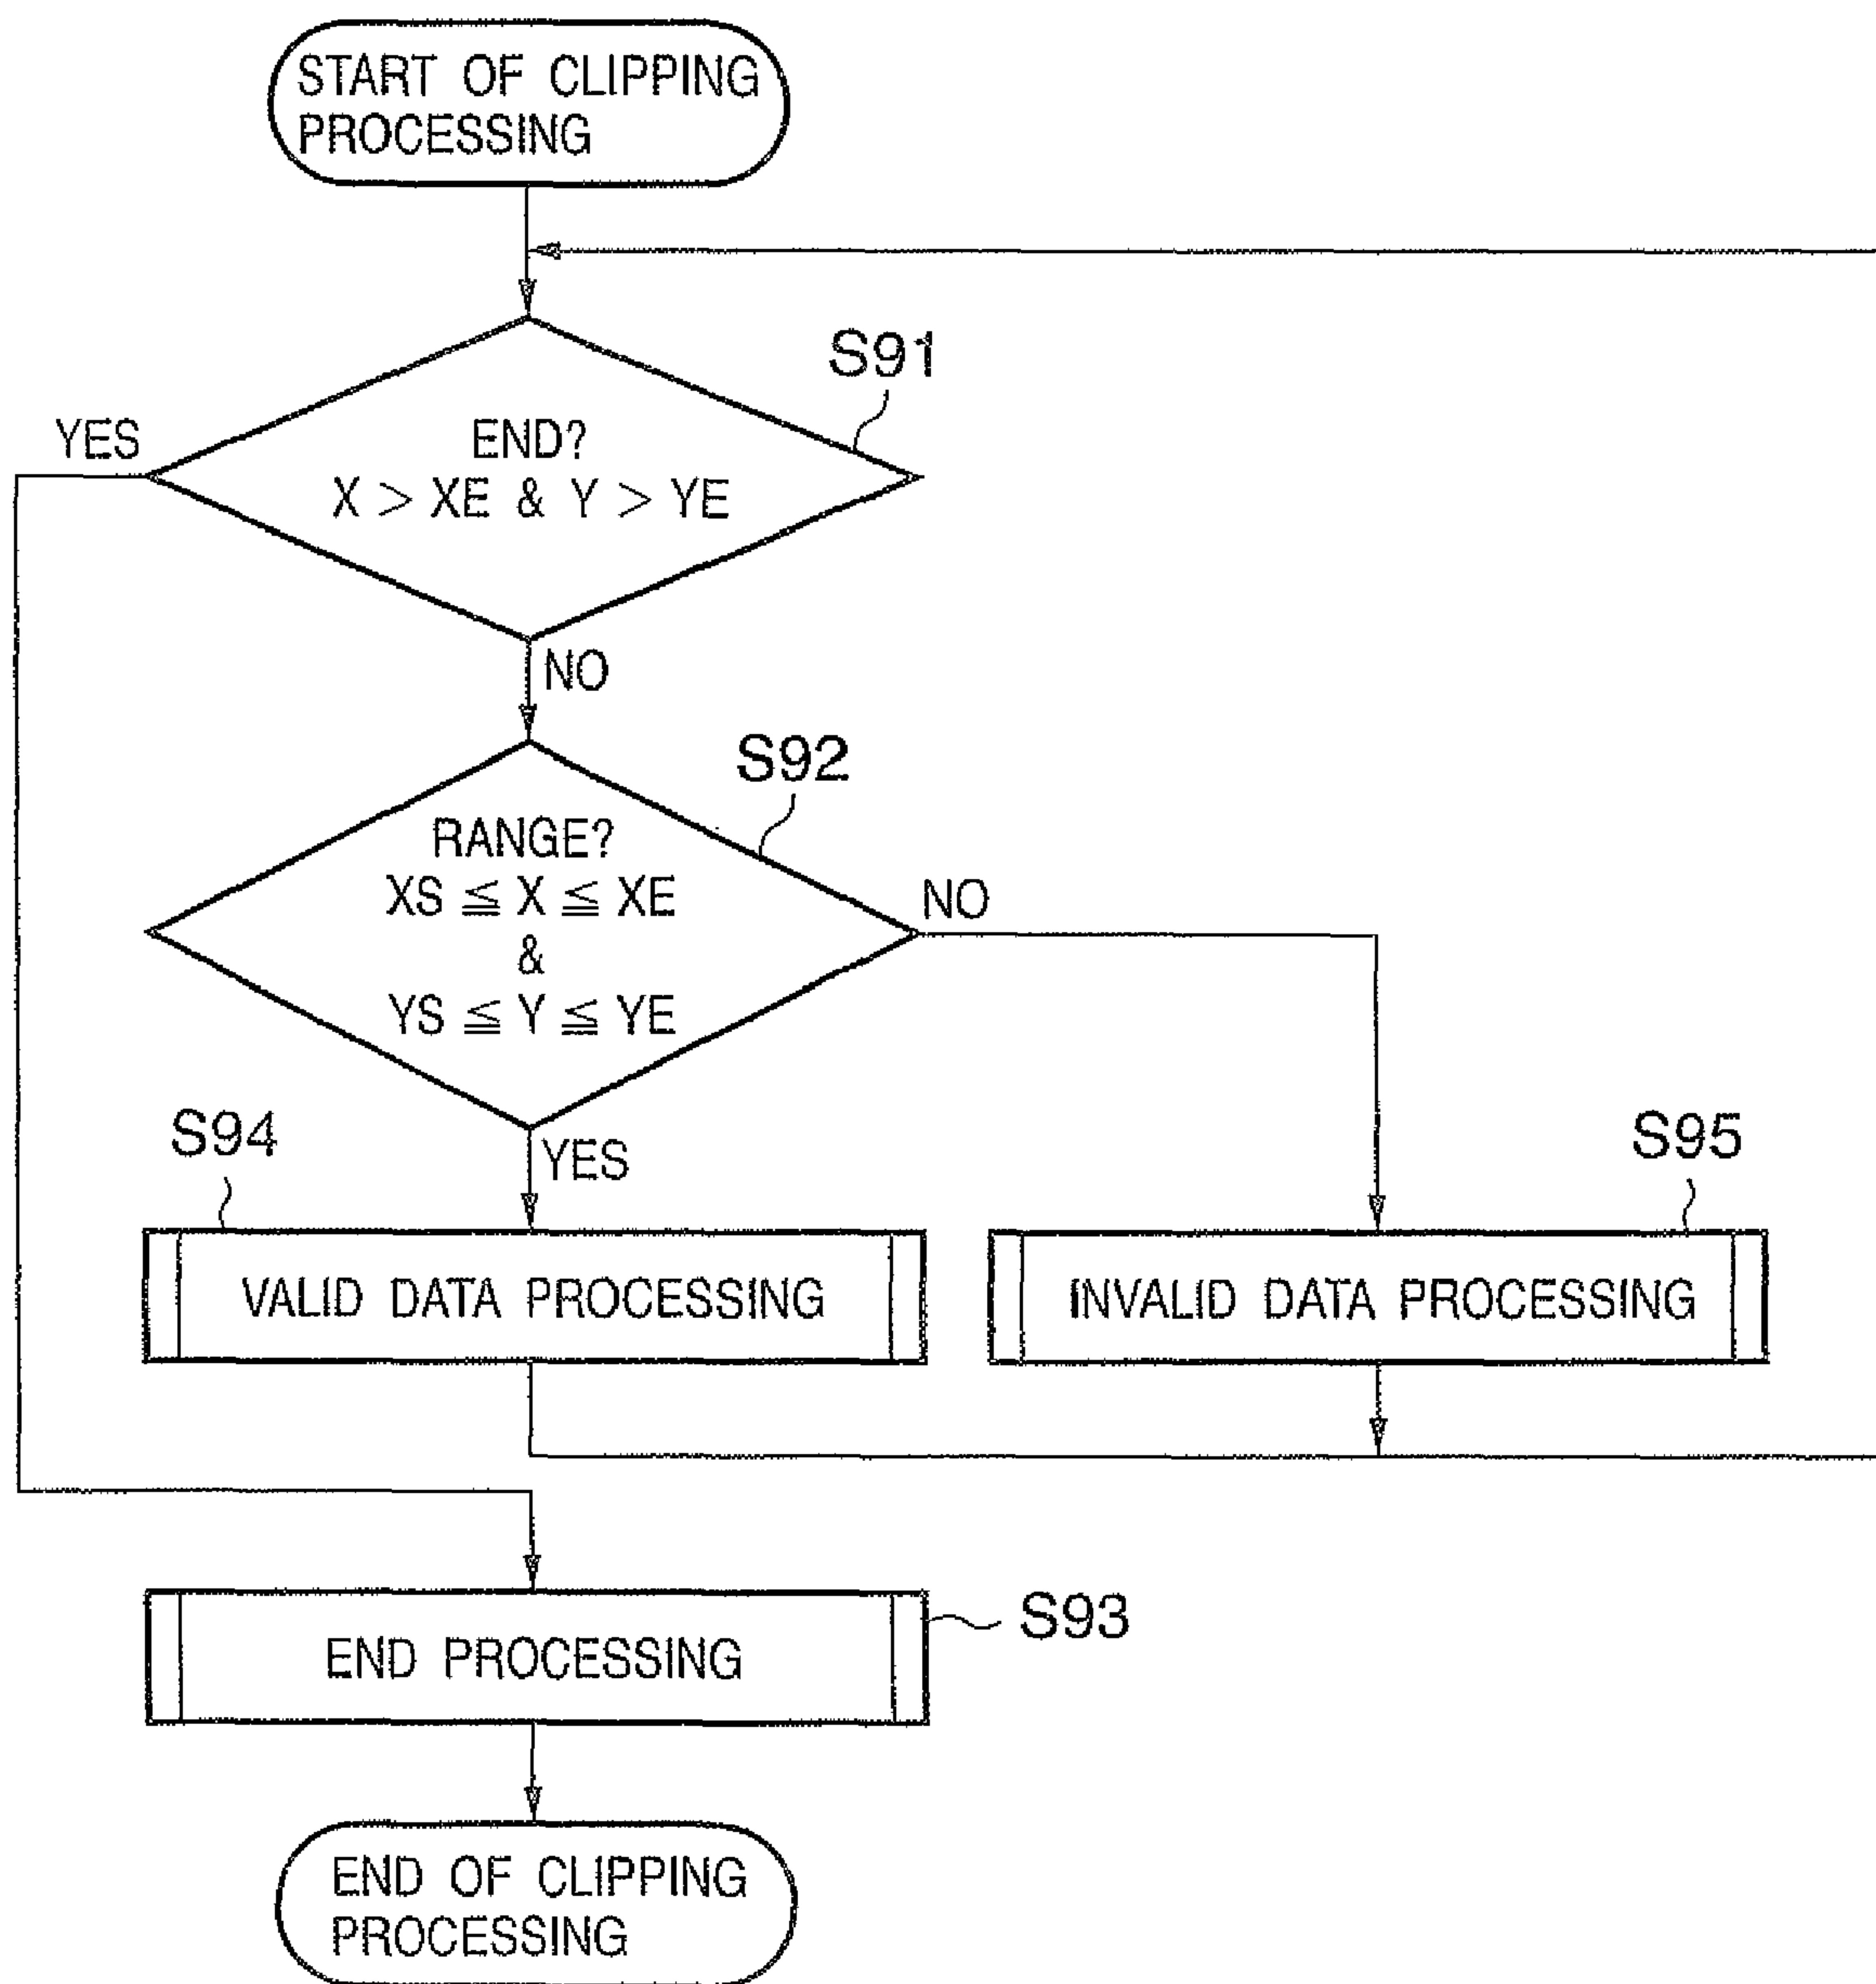 START OF CLIPPING
PROCESSING
S91
YES
END?
X > XE & Y > YE
NO
S92
RANGE?
XS ≦ X ≦ XE
&
YS ≦ Y ≦ YE
NO
YES
S94
S95
VALID DATA PROCESSING
INVALID DATA PROCESSING
END PROCESSING
S93
END OF CLIPPING
PROCESSING